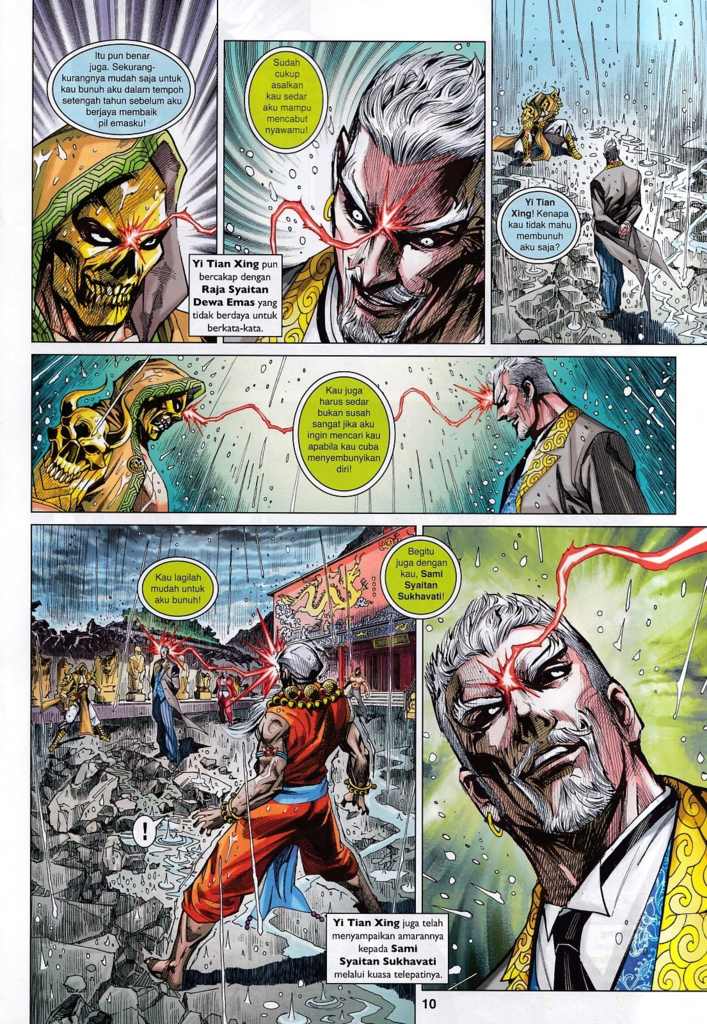 Itu pun benar
juga. Sekurang-
kurangnya mudah saja untuk
kau bunuh aku dalam tempoh
setengah tahun sebelum aku
berjaya membaik
pil emasku!
Sudah
cukup
asalkan
kau sedar
aku mampu
mencabut
nyawamu!
Yi Tian Xing pun
bercakap dengan
Raja Syaitan
Dewa Emas yang
tidak berdaya untuk
berkata-kata.
Yi Tian
Xing! Kenapa
kau tidak mahu
membunuh
aku saja?
Kau juga
harus sedar
bukan susah
sangat jika aku
ingin mencari kau
apabila kau cuba
menyembunyikan
diri!
Kau lagilah
mudah untuk
aku bunuh!
!
Yi Tian Xing juga telah
menyampaikan amarannya
kepada Sami
Syaitan Sukhavati
melalui kuasa telepatinya.
Begitu
juga dengan
kau, Sami
Syaitan
Sukhavati!
10